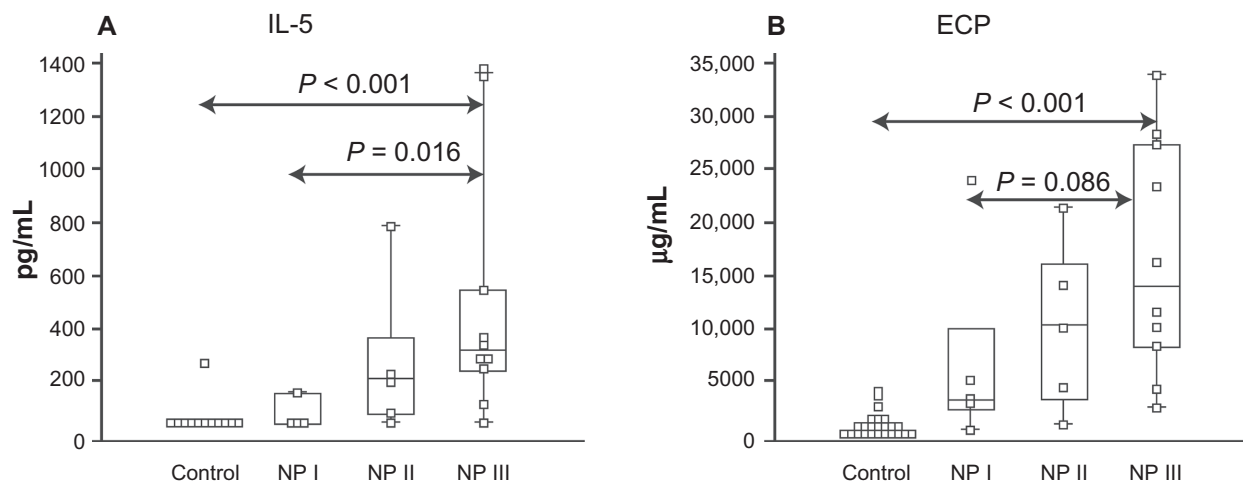 A
IL-5
pg/mL
1400
1200
1000
800
600
400
200
0
P < 0.001
P = 0.016
Control
NP I
NP II
NP III
B
ECP
μg/mL
35,000
30,000
25,000
20,000
15,000
10,000
5000
0
P < 0.001
P = 0.086
Control
NP I
NP II
NP III